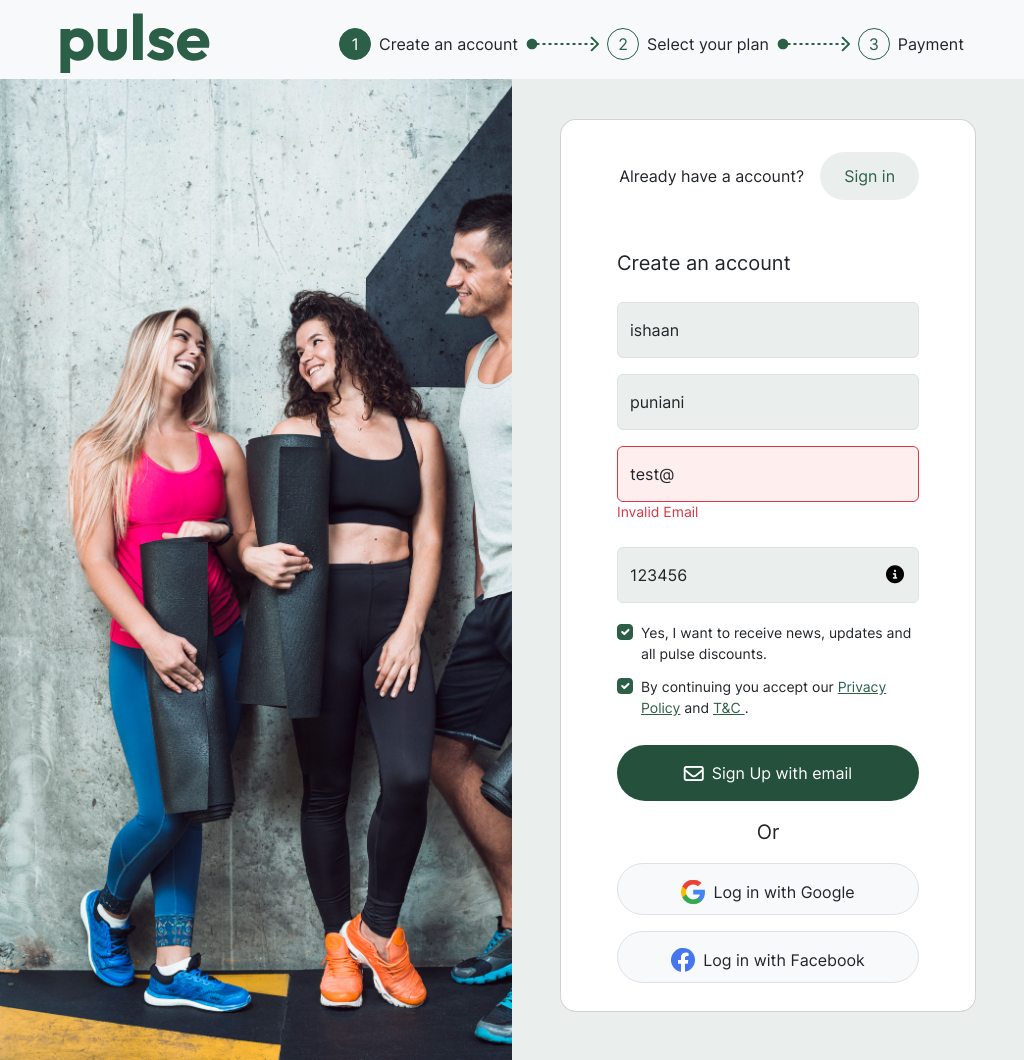 pulse
1 Create an account
2 Select your plan
3 Payment
Already have a account? Sign in
Create an account
ishaan
puniani
test@
Invalid Email
123456
Yes, I want to receive news, updates and
all pulse discounts.
By continuing you accept our Privacy
Policy and T&C .
Sign Up with email
Or
Log in with Google
Log in with Facebook